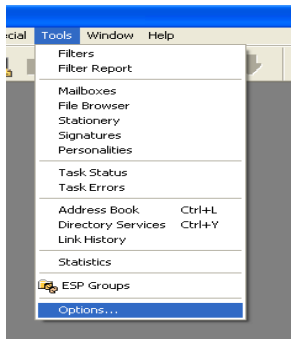 cial Tools Window Help
Filters
Filter Report
Mailboxes
File Browser
Stationery
Signatures
Personalities
Task Status
Task Errors
Address Book Ctrl+L
Directory Services Ctrl+Y
Link History
Statistics
ESP Groups
Options...